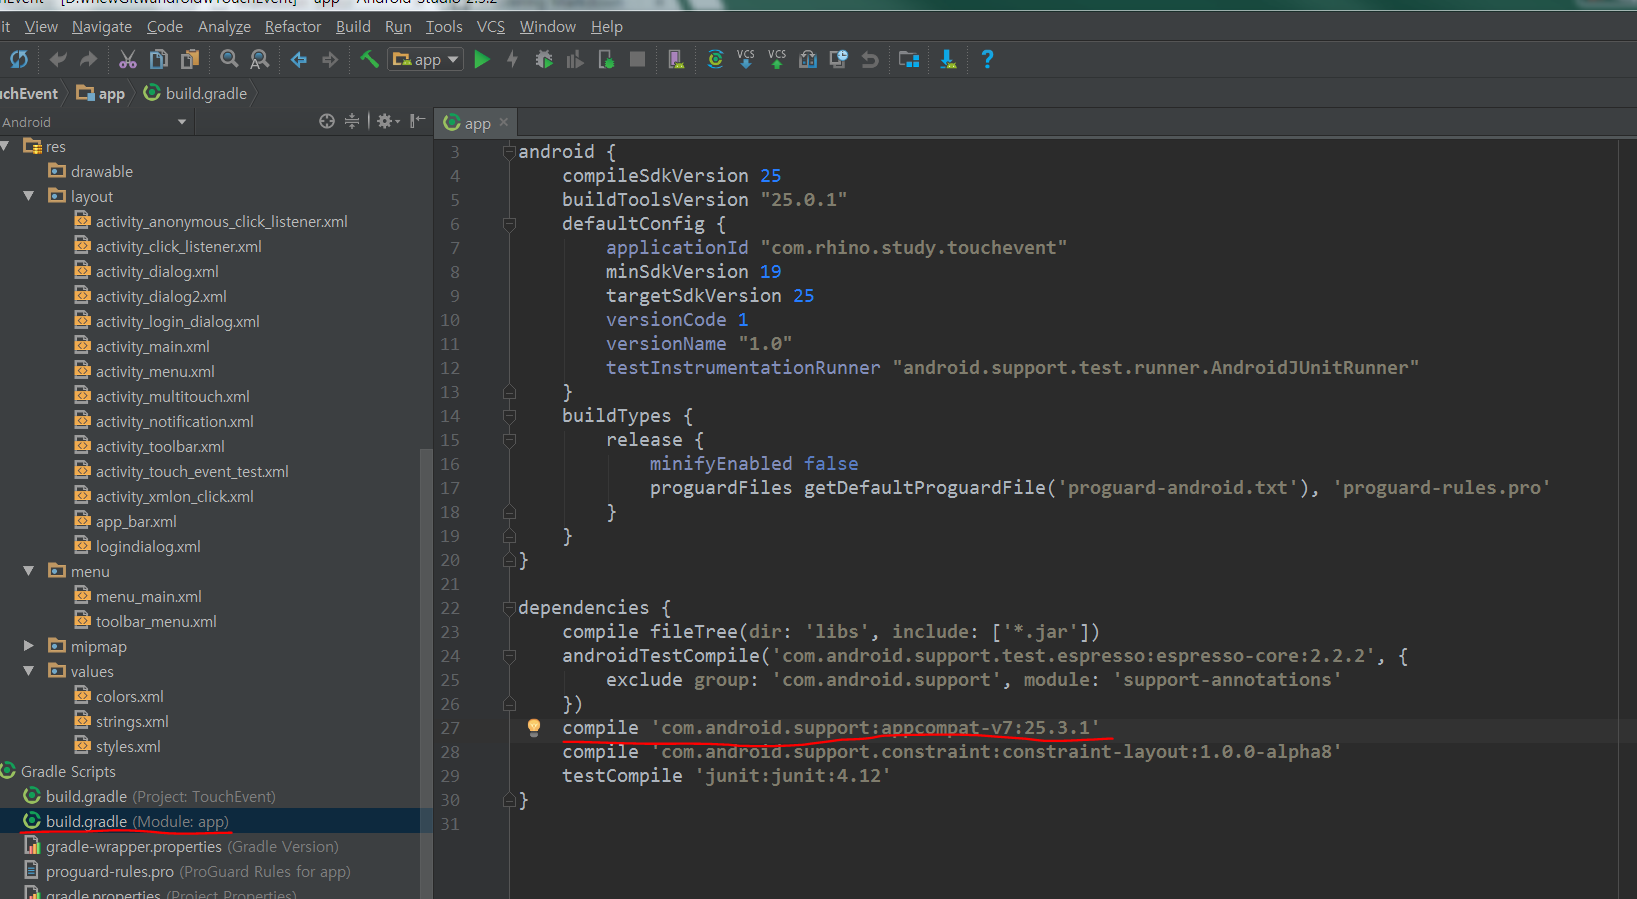 it View Navigate Code Analyze Refactor Build Run Tools VCS Window Help
app VCS VCS ?
uchEvent app build.gradle
Android
res
drawable
layout
activity_anonymous_click_listener.xml
activity_click_listener.xml
activity_dialog.xml
activity_dialog2.xml
activity_login_dialog.xml
activity_main.xml
activity_menu.xml
activity_multitouch.xml
activity_notification.xml
activity_toolbar.xml
activity_touch_event_test.xml
activity_xmlon_click.xml
app_bar.xml
logindialog.xml
menu
menu_main.xml
toolbar_menu.xml
mipmap
values
colors.xml
strings.xml
styles.xml
Gradle Scripts
build.gradle (Project: TouchEvent)
build.gradle (Module: app)
gradle-wrapper.properties (Gradle Version)
proguard-rules.pro (ProGuard Rules for app)
gradle.properties (Project Properties)
app
3 android {
4 compileSdkVersion 25
5 buildToolsVersion "25.0.1"
6 defaultConfig {
7 applicationId "com.rhino.study.touchevent"
8 minSdkVersion 19
9 targetSdkVersion 25
10 versionCode 1
11 versionName "1.0"
12 testInstrumentationRunner "android.support.test.runner.AndroidJUnitRunner"
13 }
14 buildTypes {
15 release {
16 minifyEnabled false
17 proguardFiles getDefaultProguardFile('proguard-android.txt'), 'proguard-rules.pro'
18 }
19 }
20 }
21
22 dependencies {
23 compile fileTree(dir: 'libs', include: ['*.jar'])
24 androidTestCompile('com.android.support.test.espresso:espresso-core:2.2.2', {
25 exclude group: 'com.android.support', module: 'support-annotations'
26 })
27 compile 'com.android.support:appcompat-v7:25.3.1'
28 compile 'com.android.support.constraint:constraint-layout:1.0.0-alpha8'
29 testCompile 'junit:junit:4.12'
30 }
31